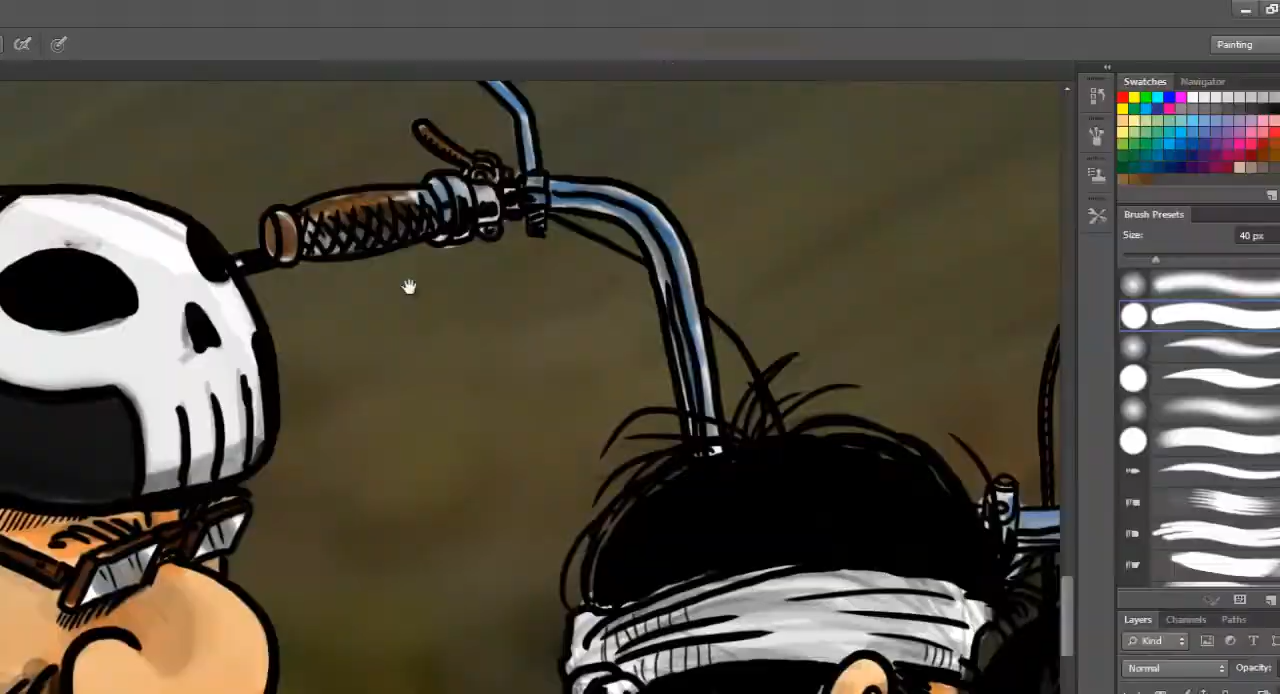 Painting
Swatches Navigator
Brush Presets
Size: 40 px
Layers Channels Paths
Kind
Normal Opacity: